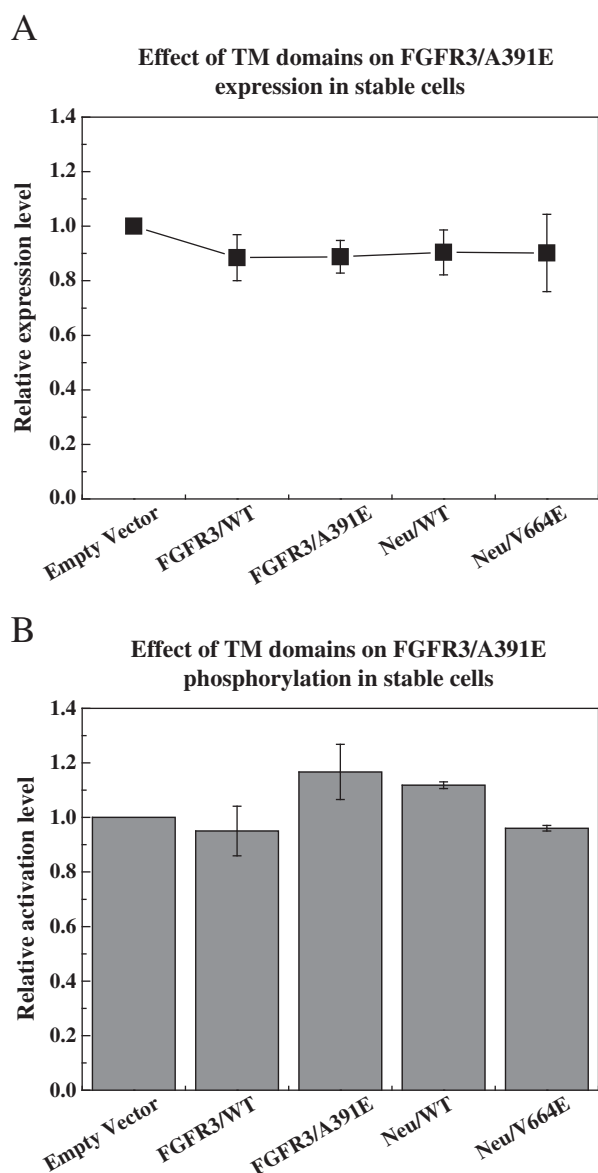 A
Effect of TM domains on FGFR3/A391E
expression in stable cells
Relative expression level
1.4
1.2
1.0
0.8
0.6
0.4
0.2
0.0
Empty Vector
FGFR3/WT
FGFR3/A391E
Neu/WT
Neu/V664E
B
Effect of TM domains on FGFR3/A391E
phosphorylation in stable cells
Relative activation level
1.4
1.2
1.0
0.8
0.6
0.4
0.2
0.0
Empty Vector
FGFR3/WT
FGFR3/A391E
Neu/WT
Neu/V664E